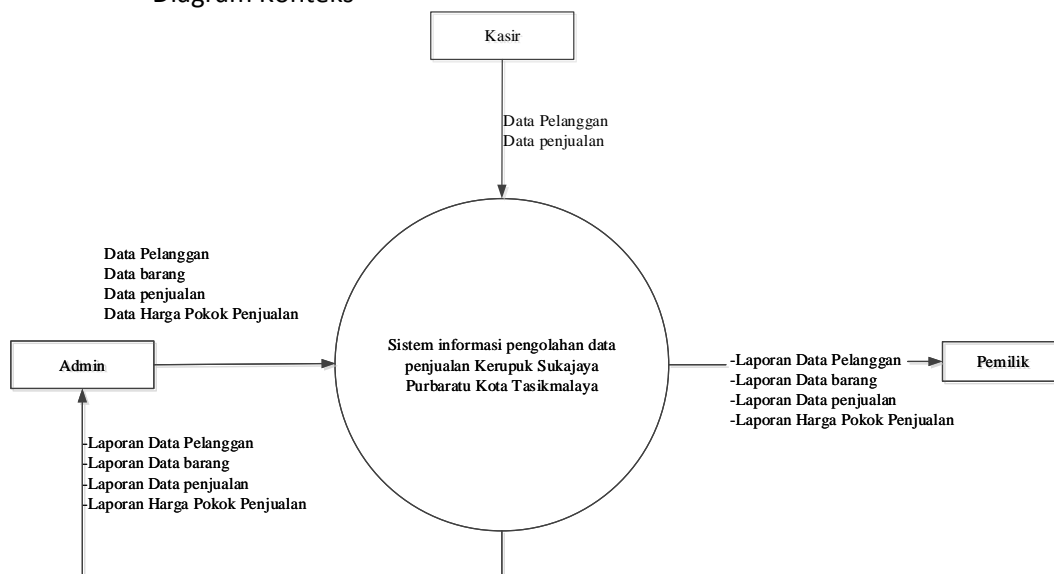 Diagram Konteks
Kasir
Data Pelanggan
Data penjualan
Data Pelanggan
Data barang
Data penjualan
Data Harga Pokok Penjualan
Admin
Sistem informasi pengolahan data
penjualan Kerupuk Sukajaya
Purbaratu Kota Tasikmalaya
-Laporan Data Pelanggan
-Laporan Data barang
-Laporan Data penjualan
-Laporan Harga Pokok Penjualan
Pemilik
-Laporan Data Pelanggan
-Laporan Data barang
-Laporan Data penjualan
-Laporan Harga Pokok Penjualan